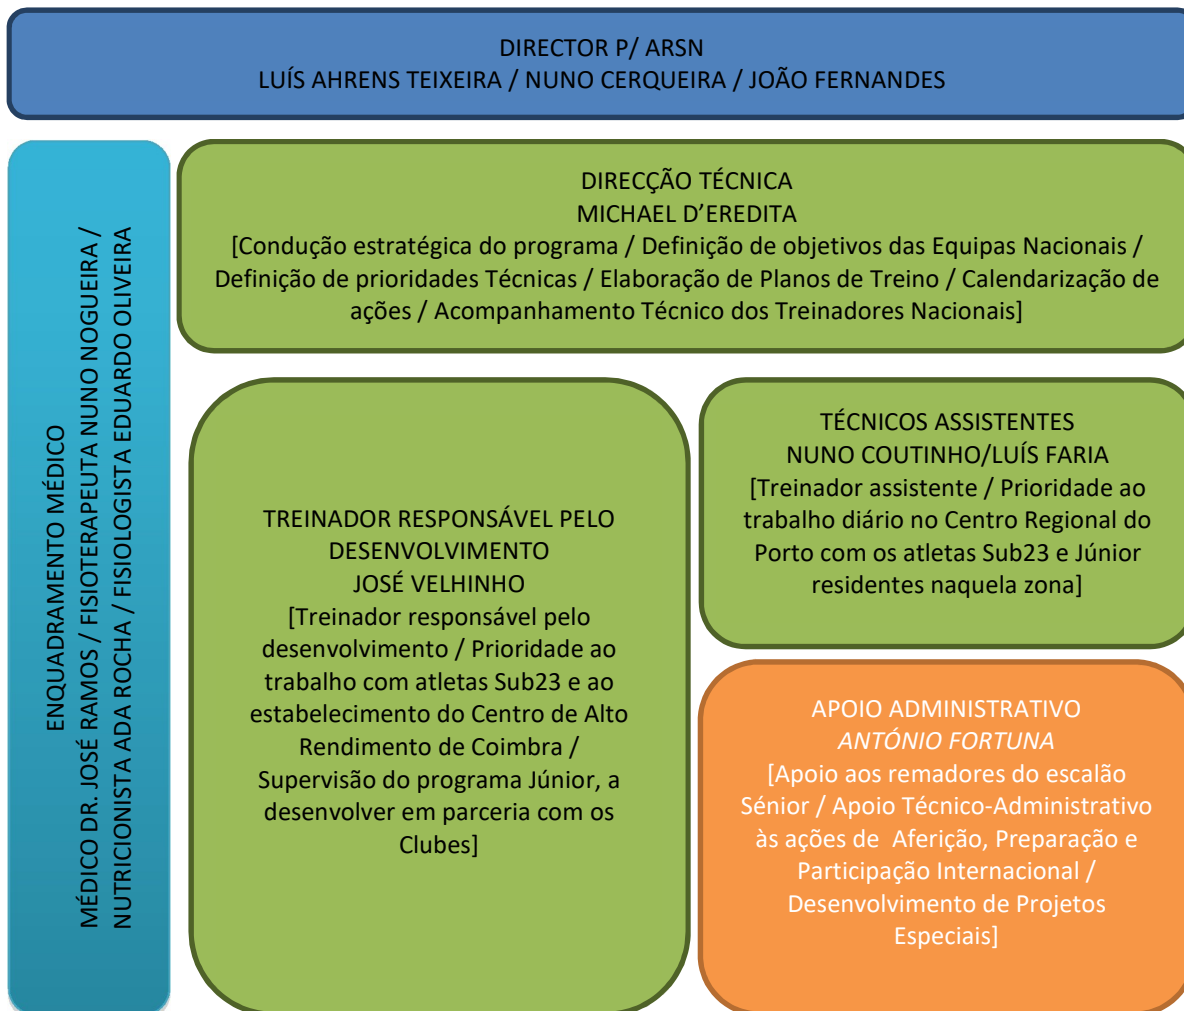 DIRECTOR P/ ARSN
LUÍS AHRENS TEIXEIRA / NUNO CERQUEIRA / JOÃO FERNANDES
ENQUADRAMENTO MÉDICO
MÉDICO DR. JOSÉ RAMOS / FISIOTERAPEUTA NUNO NOGUEIRA /
NUTRICIONISTA ADA ROCHA / FISIOLOGISTA EDUARDO OLIVEIRA
DIRECÇÃO TÉCNICA
MICHAEL D’EREDITA
[Condução estratégica do programa / Definição de objetivos das Equipas Nacionais /
Definição de prioridades Técnicas / Elaboração de Planos de Treino / Calendarização de
ações / Acompanhamento Técnico dos Treinadores Nacionais]
TREINADOR RESPONSÁVEL PELO
DESENVOLVIMENTO
JOSÉ VELHINHO
[Treinador responsável pelo
desenvolvimento / Prioridade ao
trabalho com atletas Sub23 e ao
estabelecimento do Centro de Alto
Rendimento de Coimbra /
Supervisão do programa Júnior, a
desenvolver em parceria com os
Clubes]
TÉCNICOS ASSISTENTES
NUNO COUTINHO/LUÍS FARIA
[Treinador assistente / Prioridade ao
trabalho diário no Centro Regional do
Porto com os atletas Sub23 e Júnior
residentes naquela zona]
APOIO ADMINISTRATIVO
ANTÓNIO FORTUNA
[Apoio aos remadores do escalão
Sénior / Apoio Técnico-Administrativo
às ações de Aferição, Preparação e
Participação Internacional /
Desenvolvimento de Projetos
Especiais]